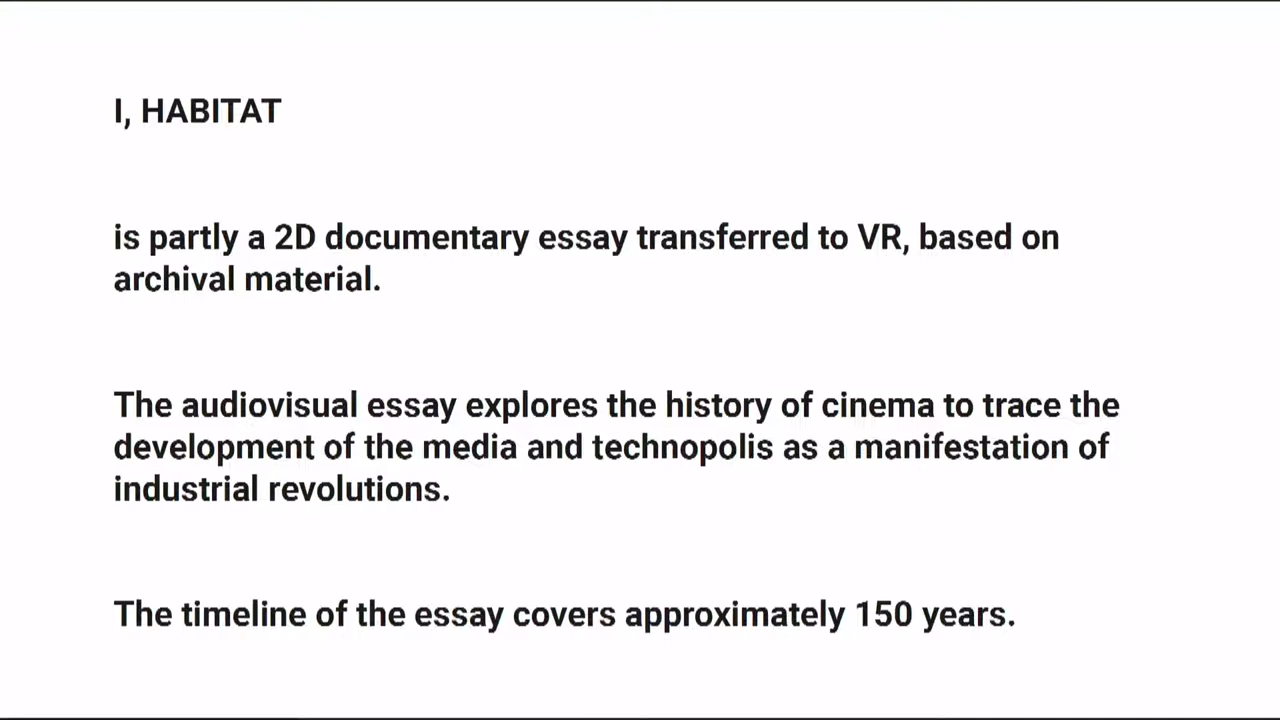 I, HABITAT
is partly a 2D documentary essay transferred to VR, based on
archival material.
The audiovisual essay explores the history of cinema to trace the
development of the media and technopolis as a manifestation of
industrial revolutions.
The timeline of the essay covers approximately 150 years.